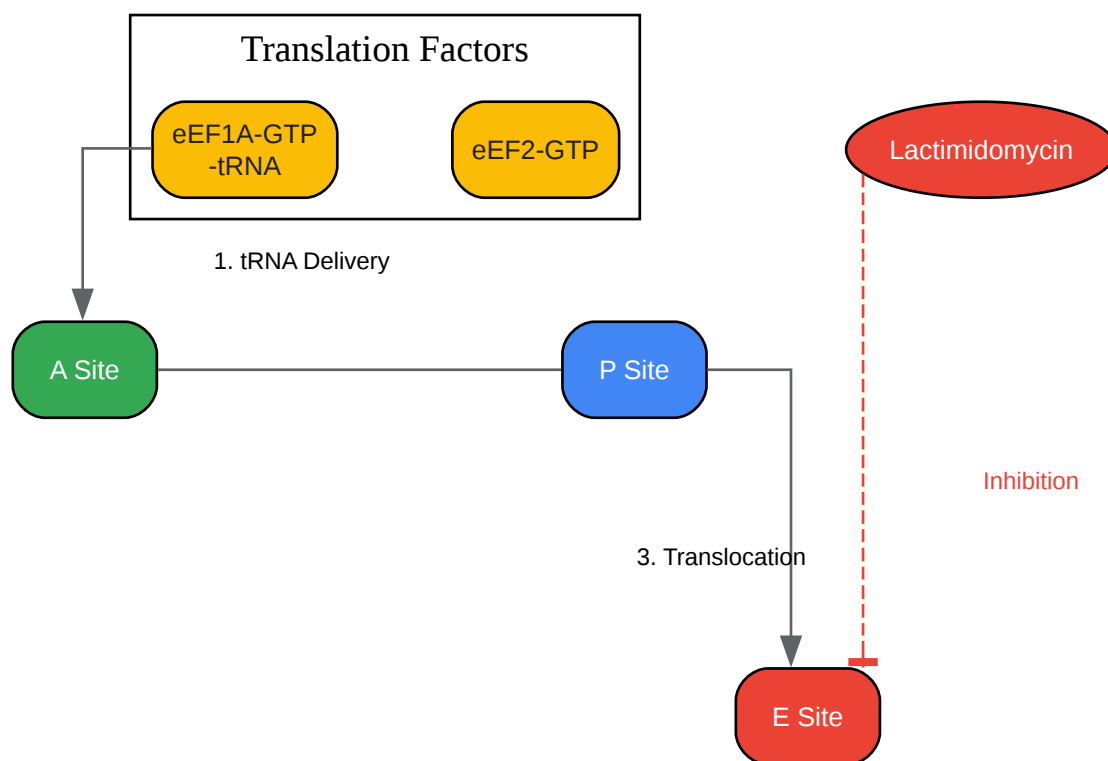 Translation Factors
eEF1A-GTP
-tRNA
eEF2-GTP
Lactimidomycin
1. tRNA Delivery
A Site
P Site
Inhibition
3. Translocation
E Site